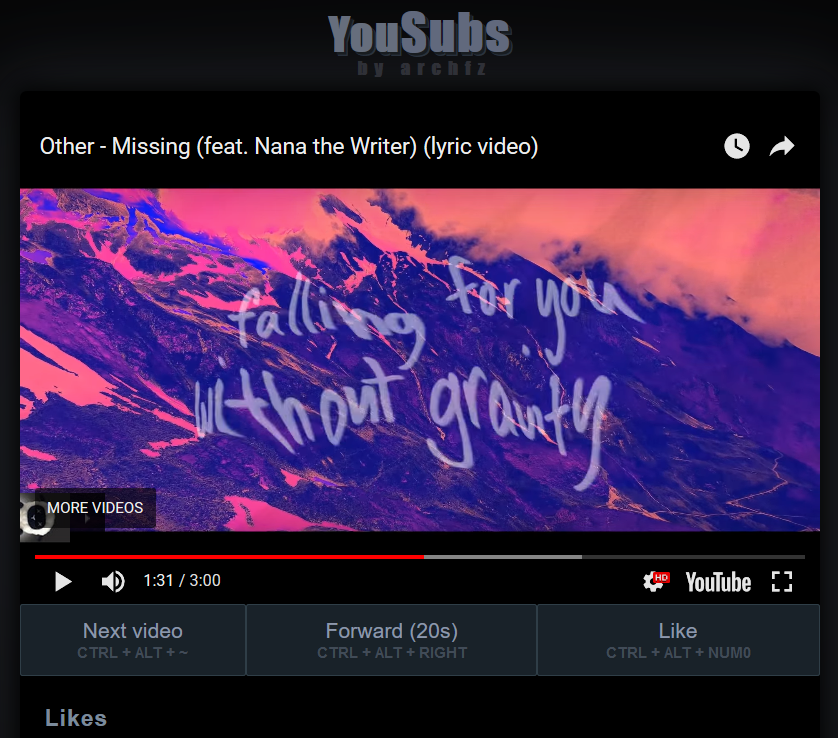 YouSubs
by archfz
Other - Missing (feat. Nana the Writer) (lyric video)
falling for you
without gravity
MORE VIDEOS
1:31 / 3:00
HD
YouTube
Next video
CTRL + ALT + ~
Forward (20s)
CTRL + ALT + RIGHT
Like
CTRL + ALT + NUM0
Likes